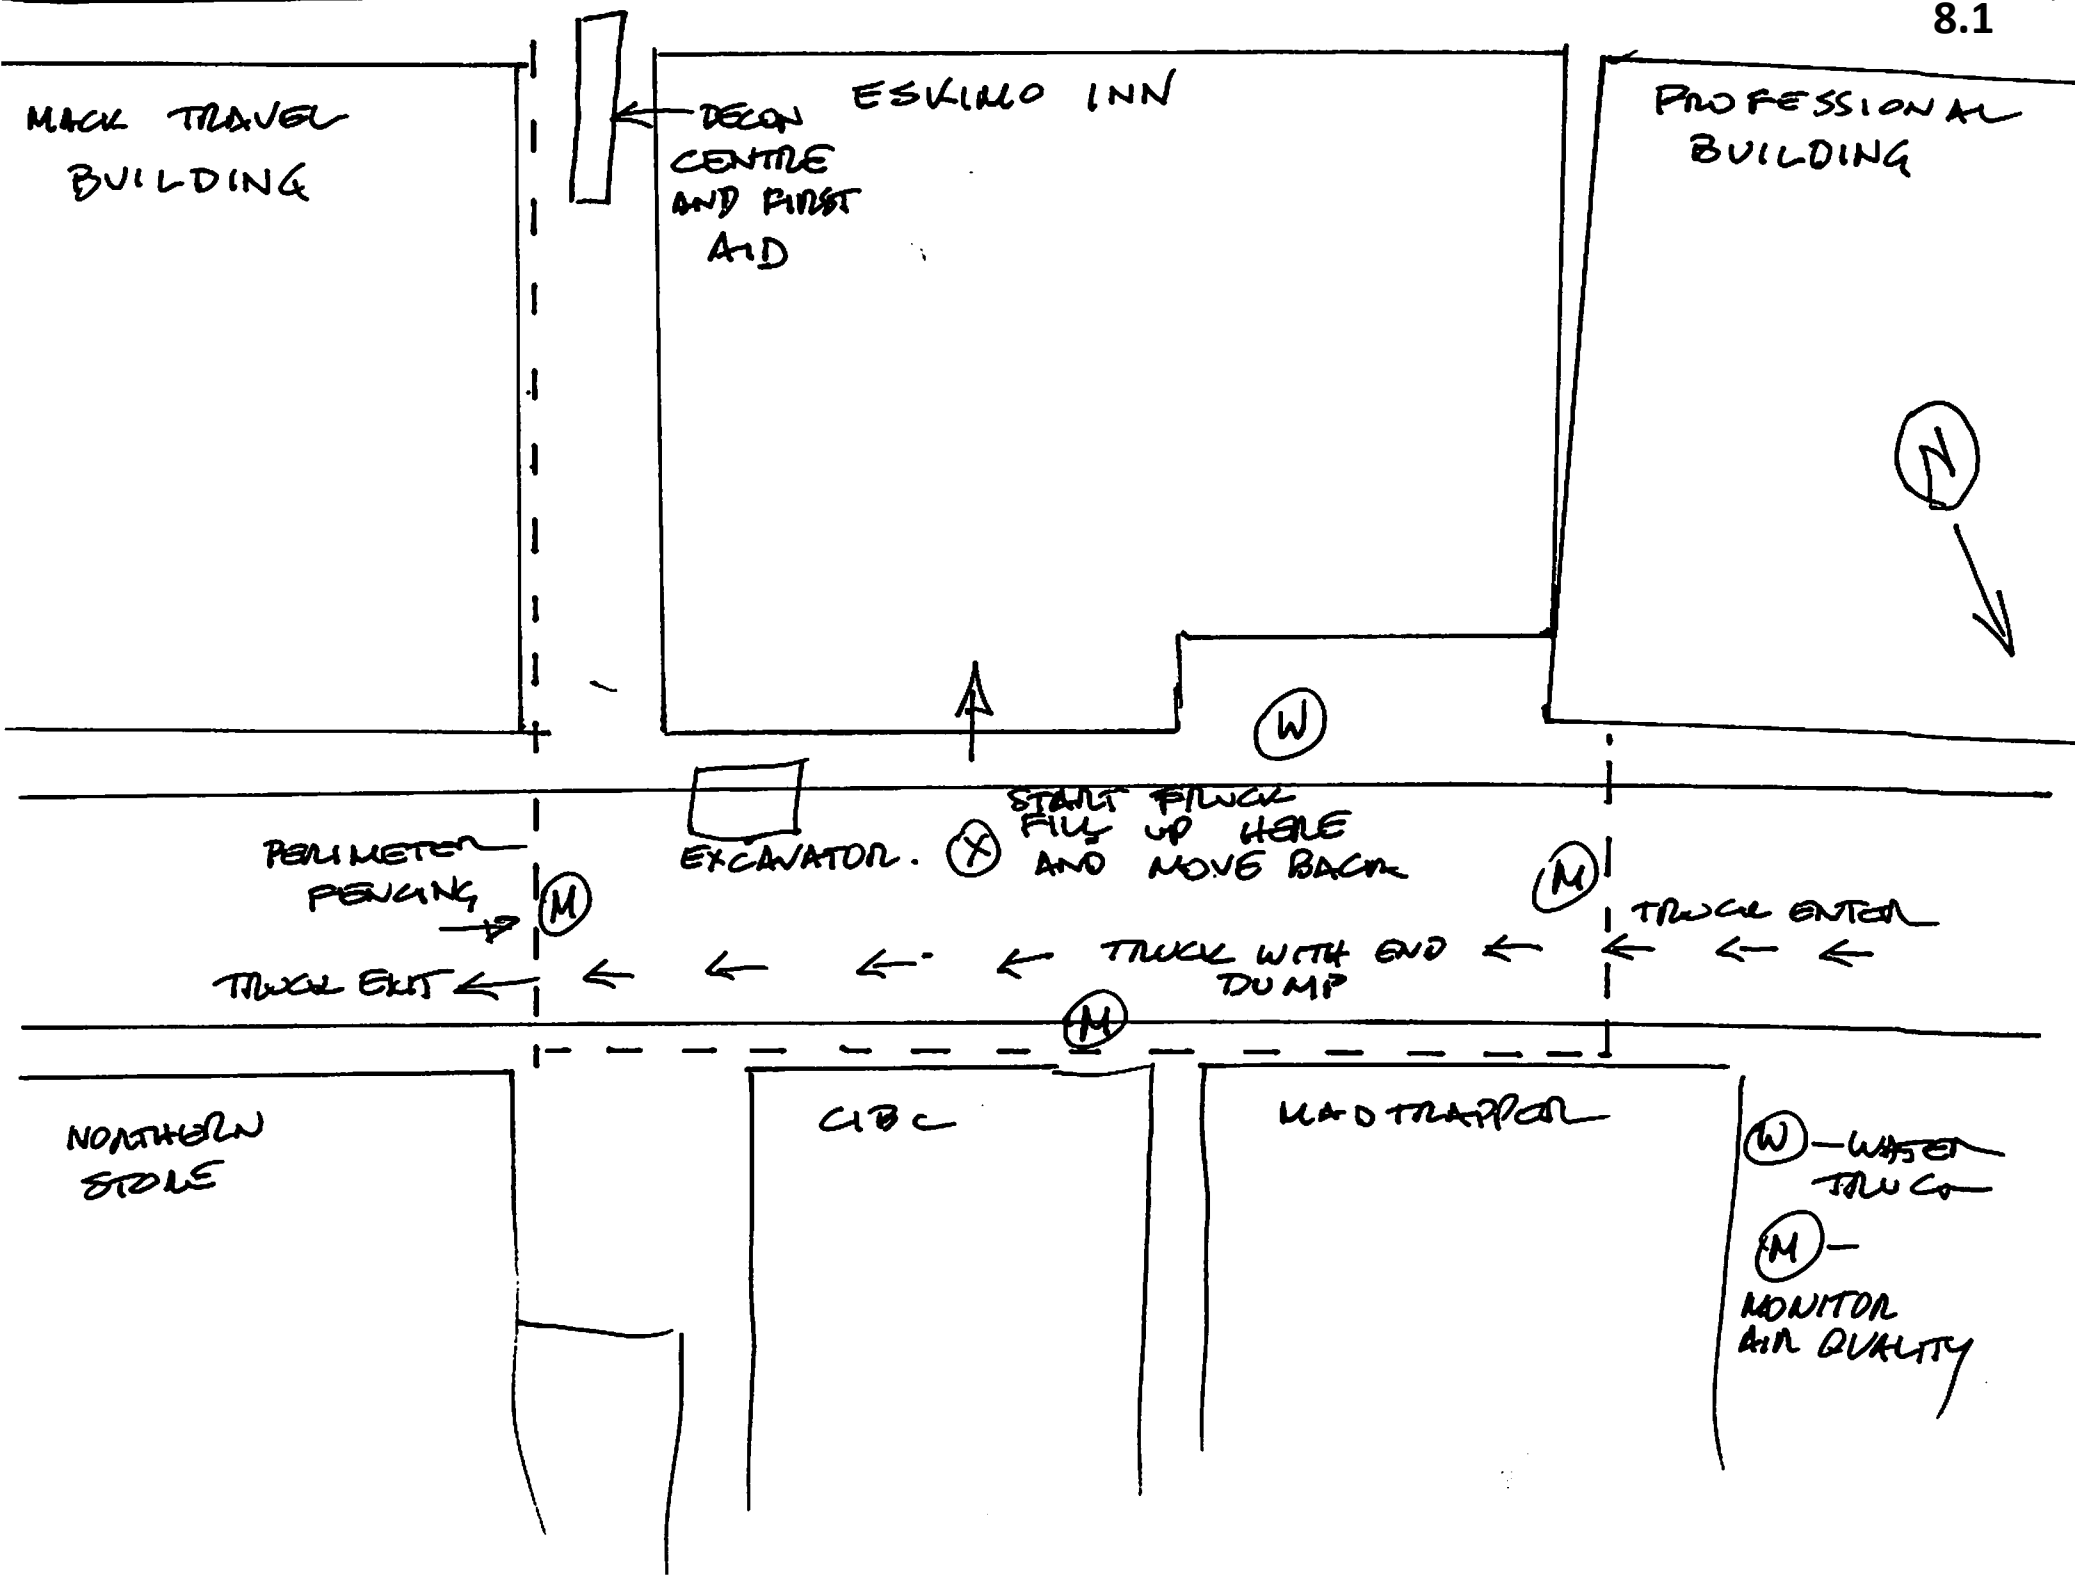 8.1
MACK TRAVEL
BUILDING
DECON
CENTRE
AND FIRST
AID
ESKIMO INN
PROFESSIONAL
BUILDING
N
W
START TRUCK
FILL UP HERE
AND MOVE BACK
EXCAVATOR.
X
PERIMETER
FENCING
M
M
TRUCK ENTER
TRUCK WITH END
DUMP
TRUCK EXIT
M
NORTHERN
STORE
CIBC
MAD TRAPPER
W - WATER
TRUCK
M -
MONITOR
AIR QUALITY